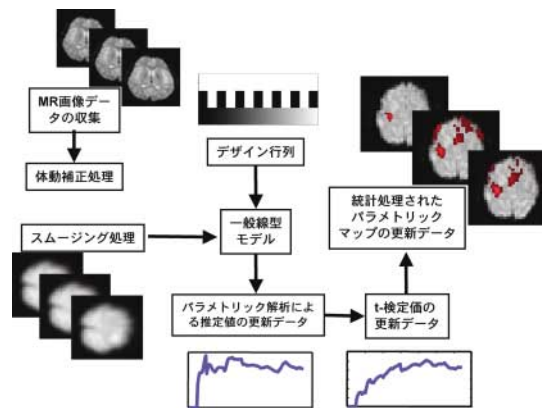 MR画像データの収集
体動補正処理
スムージング処理
デザイン行列
一般線型
モデル
パラメトリック解析によ
る推定値の更新データ
t-検定価の
更新データ
統計処理された
パラメトリック
マップの更新データ